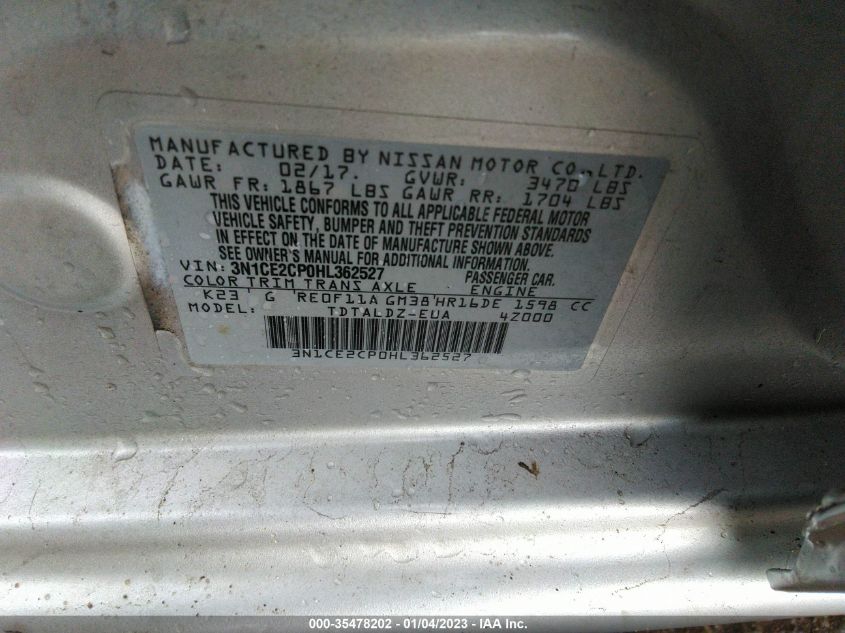 MANUFACTURED BY NISSAN MOTOR CO.,LTD.
DATE: 02/17. GVWR: 3470 LBS
GAWR FR: 1867 LBS GAWR RR: 1704 LBS
THIS VEHICLE CONFORMS TO ALL APPLICABLE FEDERAL MOTOR
VEHICLE SAFETY, BUMPER AND THEFT PREVENTION STANDARDS
IN EFFECT ON THE DATE OF MANUFACTURE SHOWN ABOVE.
SEE OWNER'S MANUAL FOR ADDITIONAL INFORMATION.
VIN: 3N1CE2CP0HL362527 PASSENGER CAR.
COLOR TRIM TRANS AXLE ENGINE
K23 G RE0F11A GM38 HR16DE 1598 CC
MODEL: TDTALDZ-EUA 4Z000
3N1CE2CP0HL362527
000-35478202 - 01/04/2023 - IAA Inc.